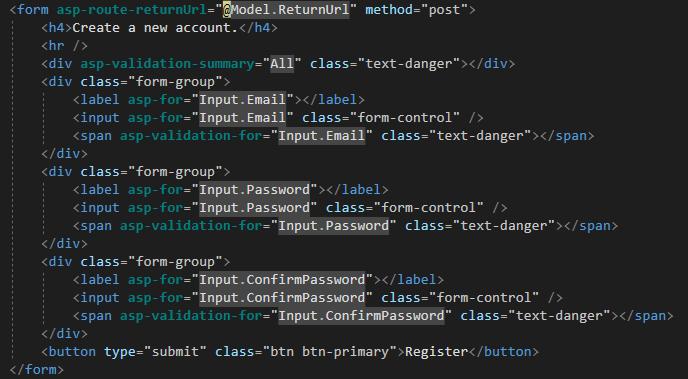 <form asp-route-returnUrl="@Model.ReturnUrl" method="post">
    <h4>Create a new account.</h4>
    <hr />
    <div asp-validation-summary="All" class="text-danger"></div>
    <div class="form-group">
        <label asp-for="Input.Email"></label>
        <input asp-for="Input.Email" class="form-control" />
        <span asp-validation-for="Input.Email" class="text-danger"></span>
    </div>
    <div class="form-group">
        <label asp-for="Input.Password"></label>
        <input asp-for="Input.Password" class="form-control" />
        <span asp-validation-for="Input.Password" class="text-danger"></span>
    </div>
    <div class="form-group">
        <label asp-for="Input.ConfirmPassword"></label>
        <input asp-for="Input.ConfirmPassword" class="form-control" />
        <span asp-validation-for="Input.ConfirmPassword" class="text-danger"></span>
    </div>
    <button type="submit" class="btn btn-primary">Register</button>
</form>